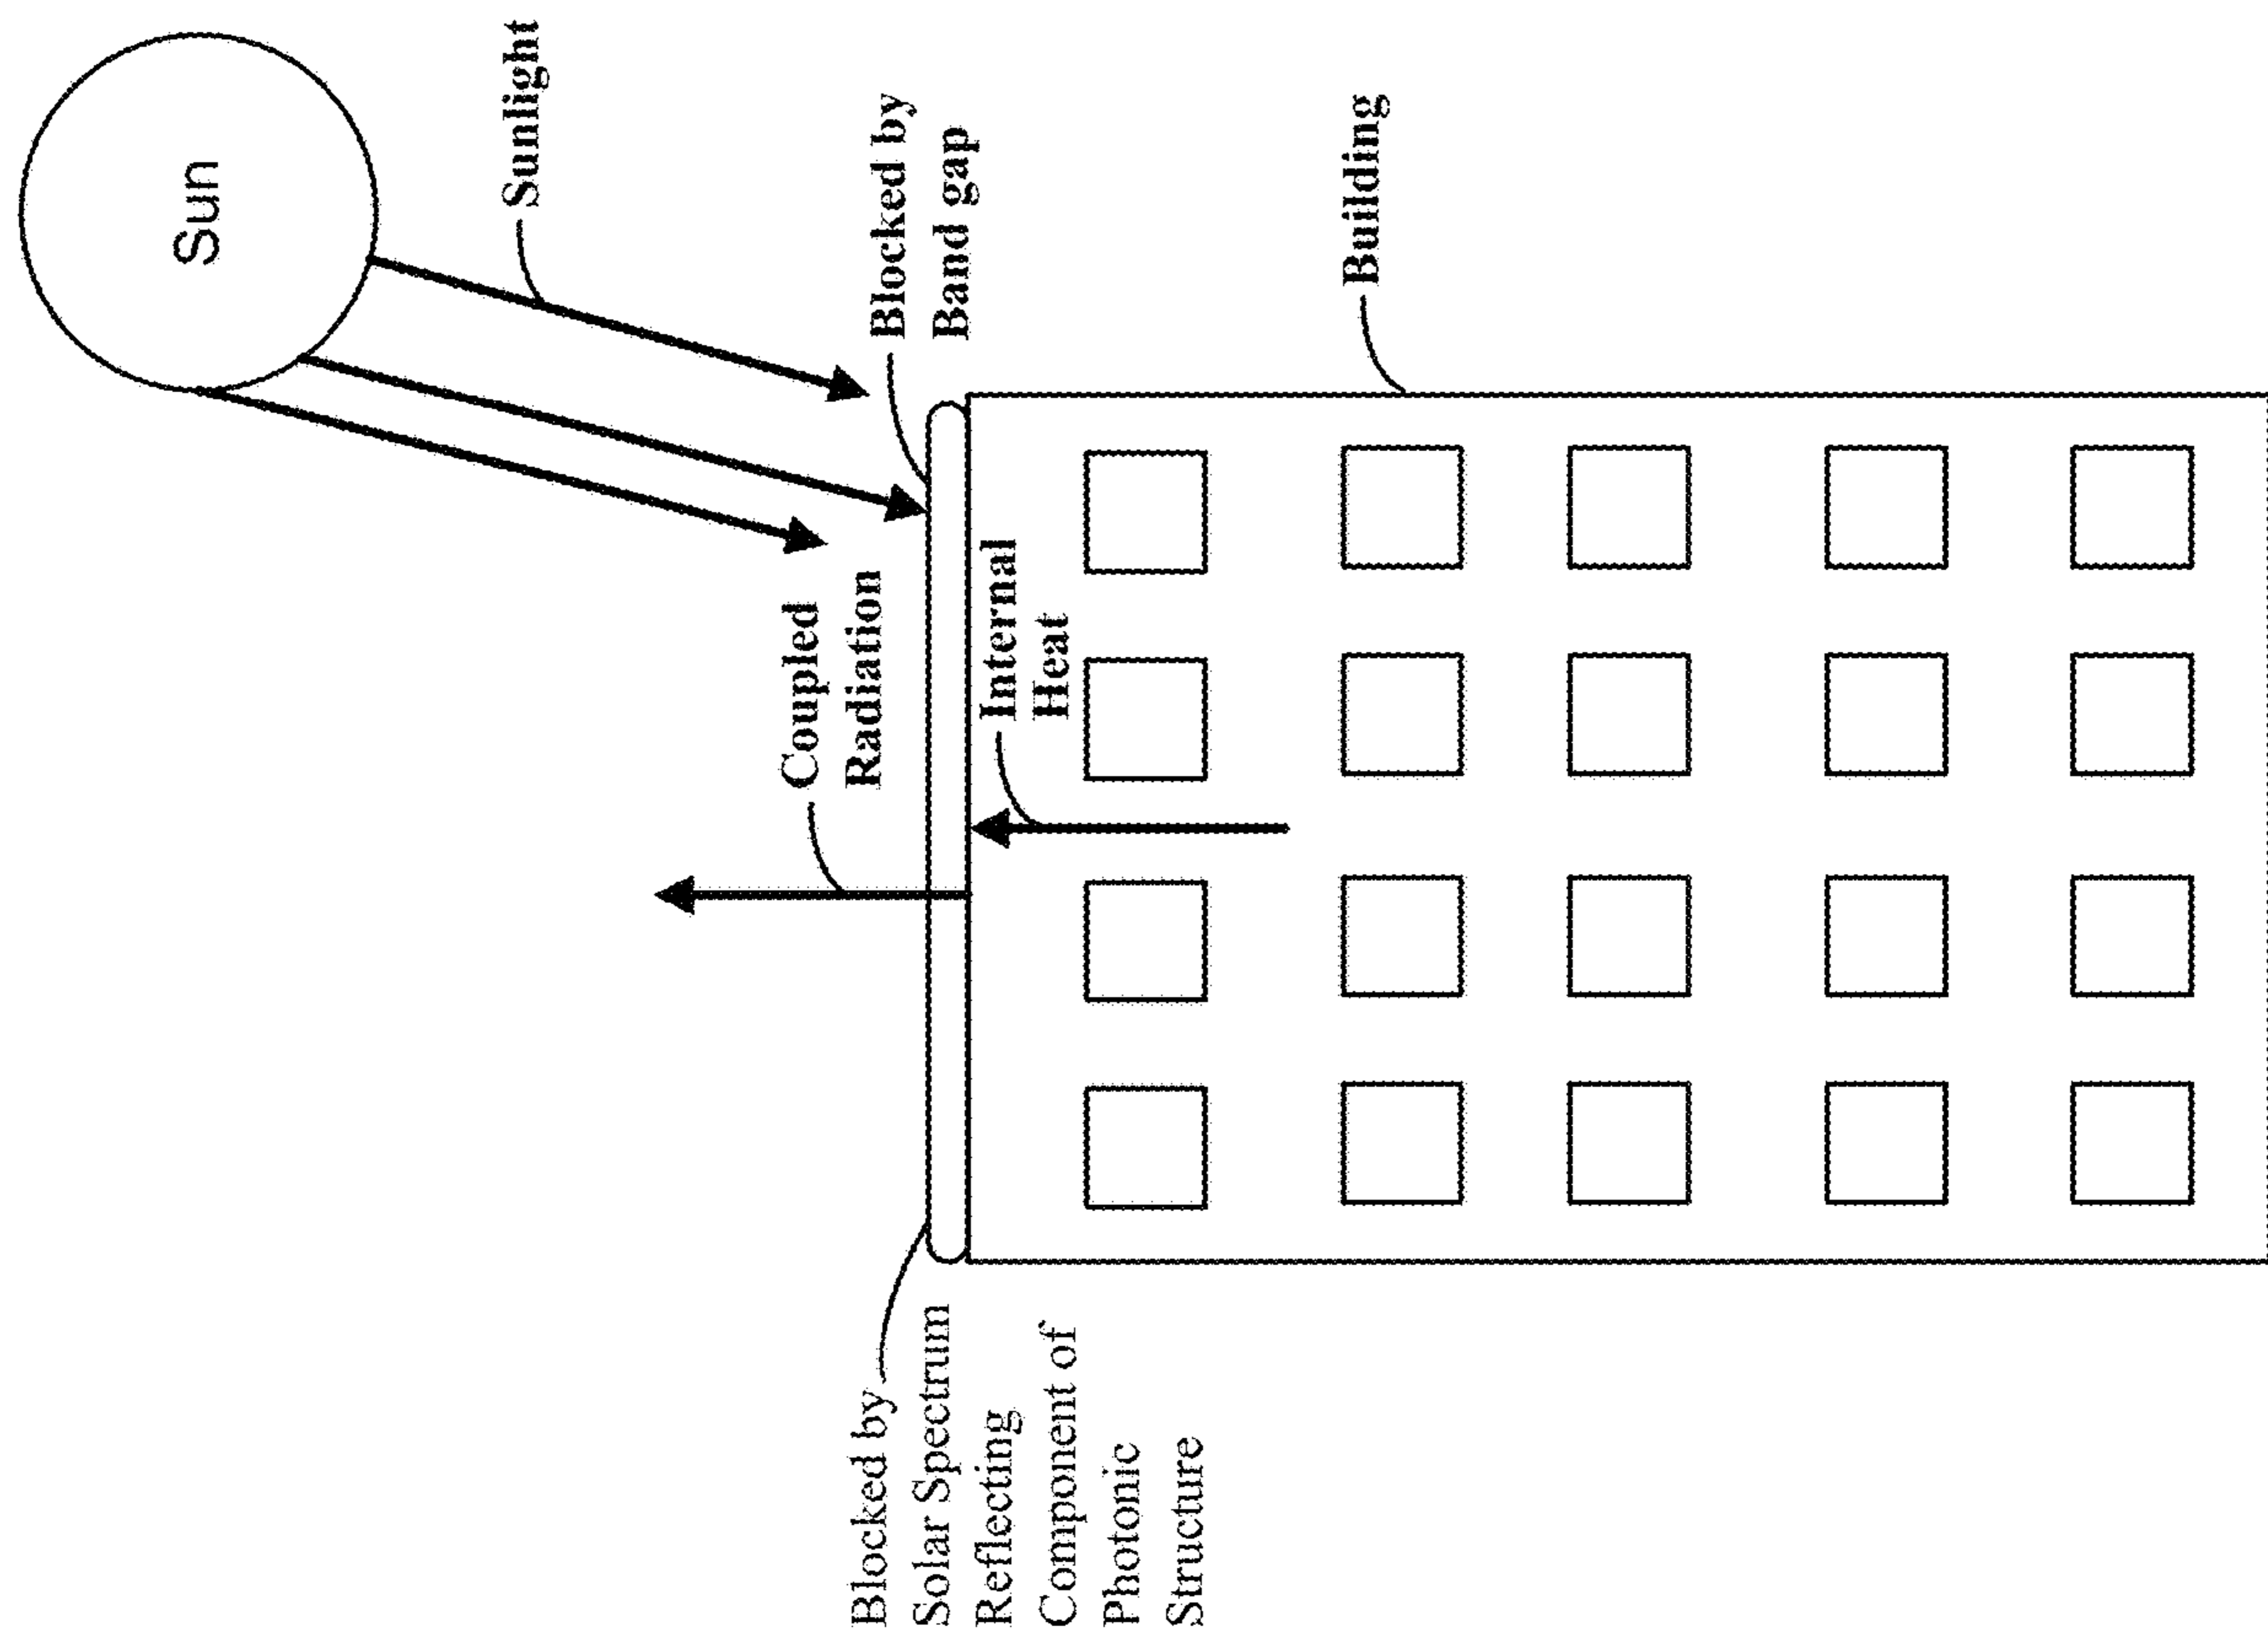 Sun
Sunlight
Blocked by
Band gap
Coupled
Radiation
Internal
Heat
Building
Blocked by
Solar Spectrum
Reflecting
Component of
Photonic
Structure